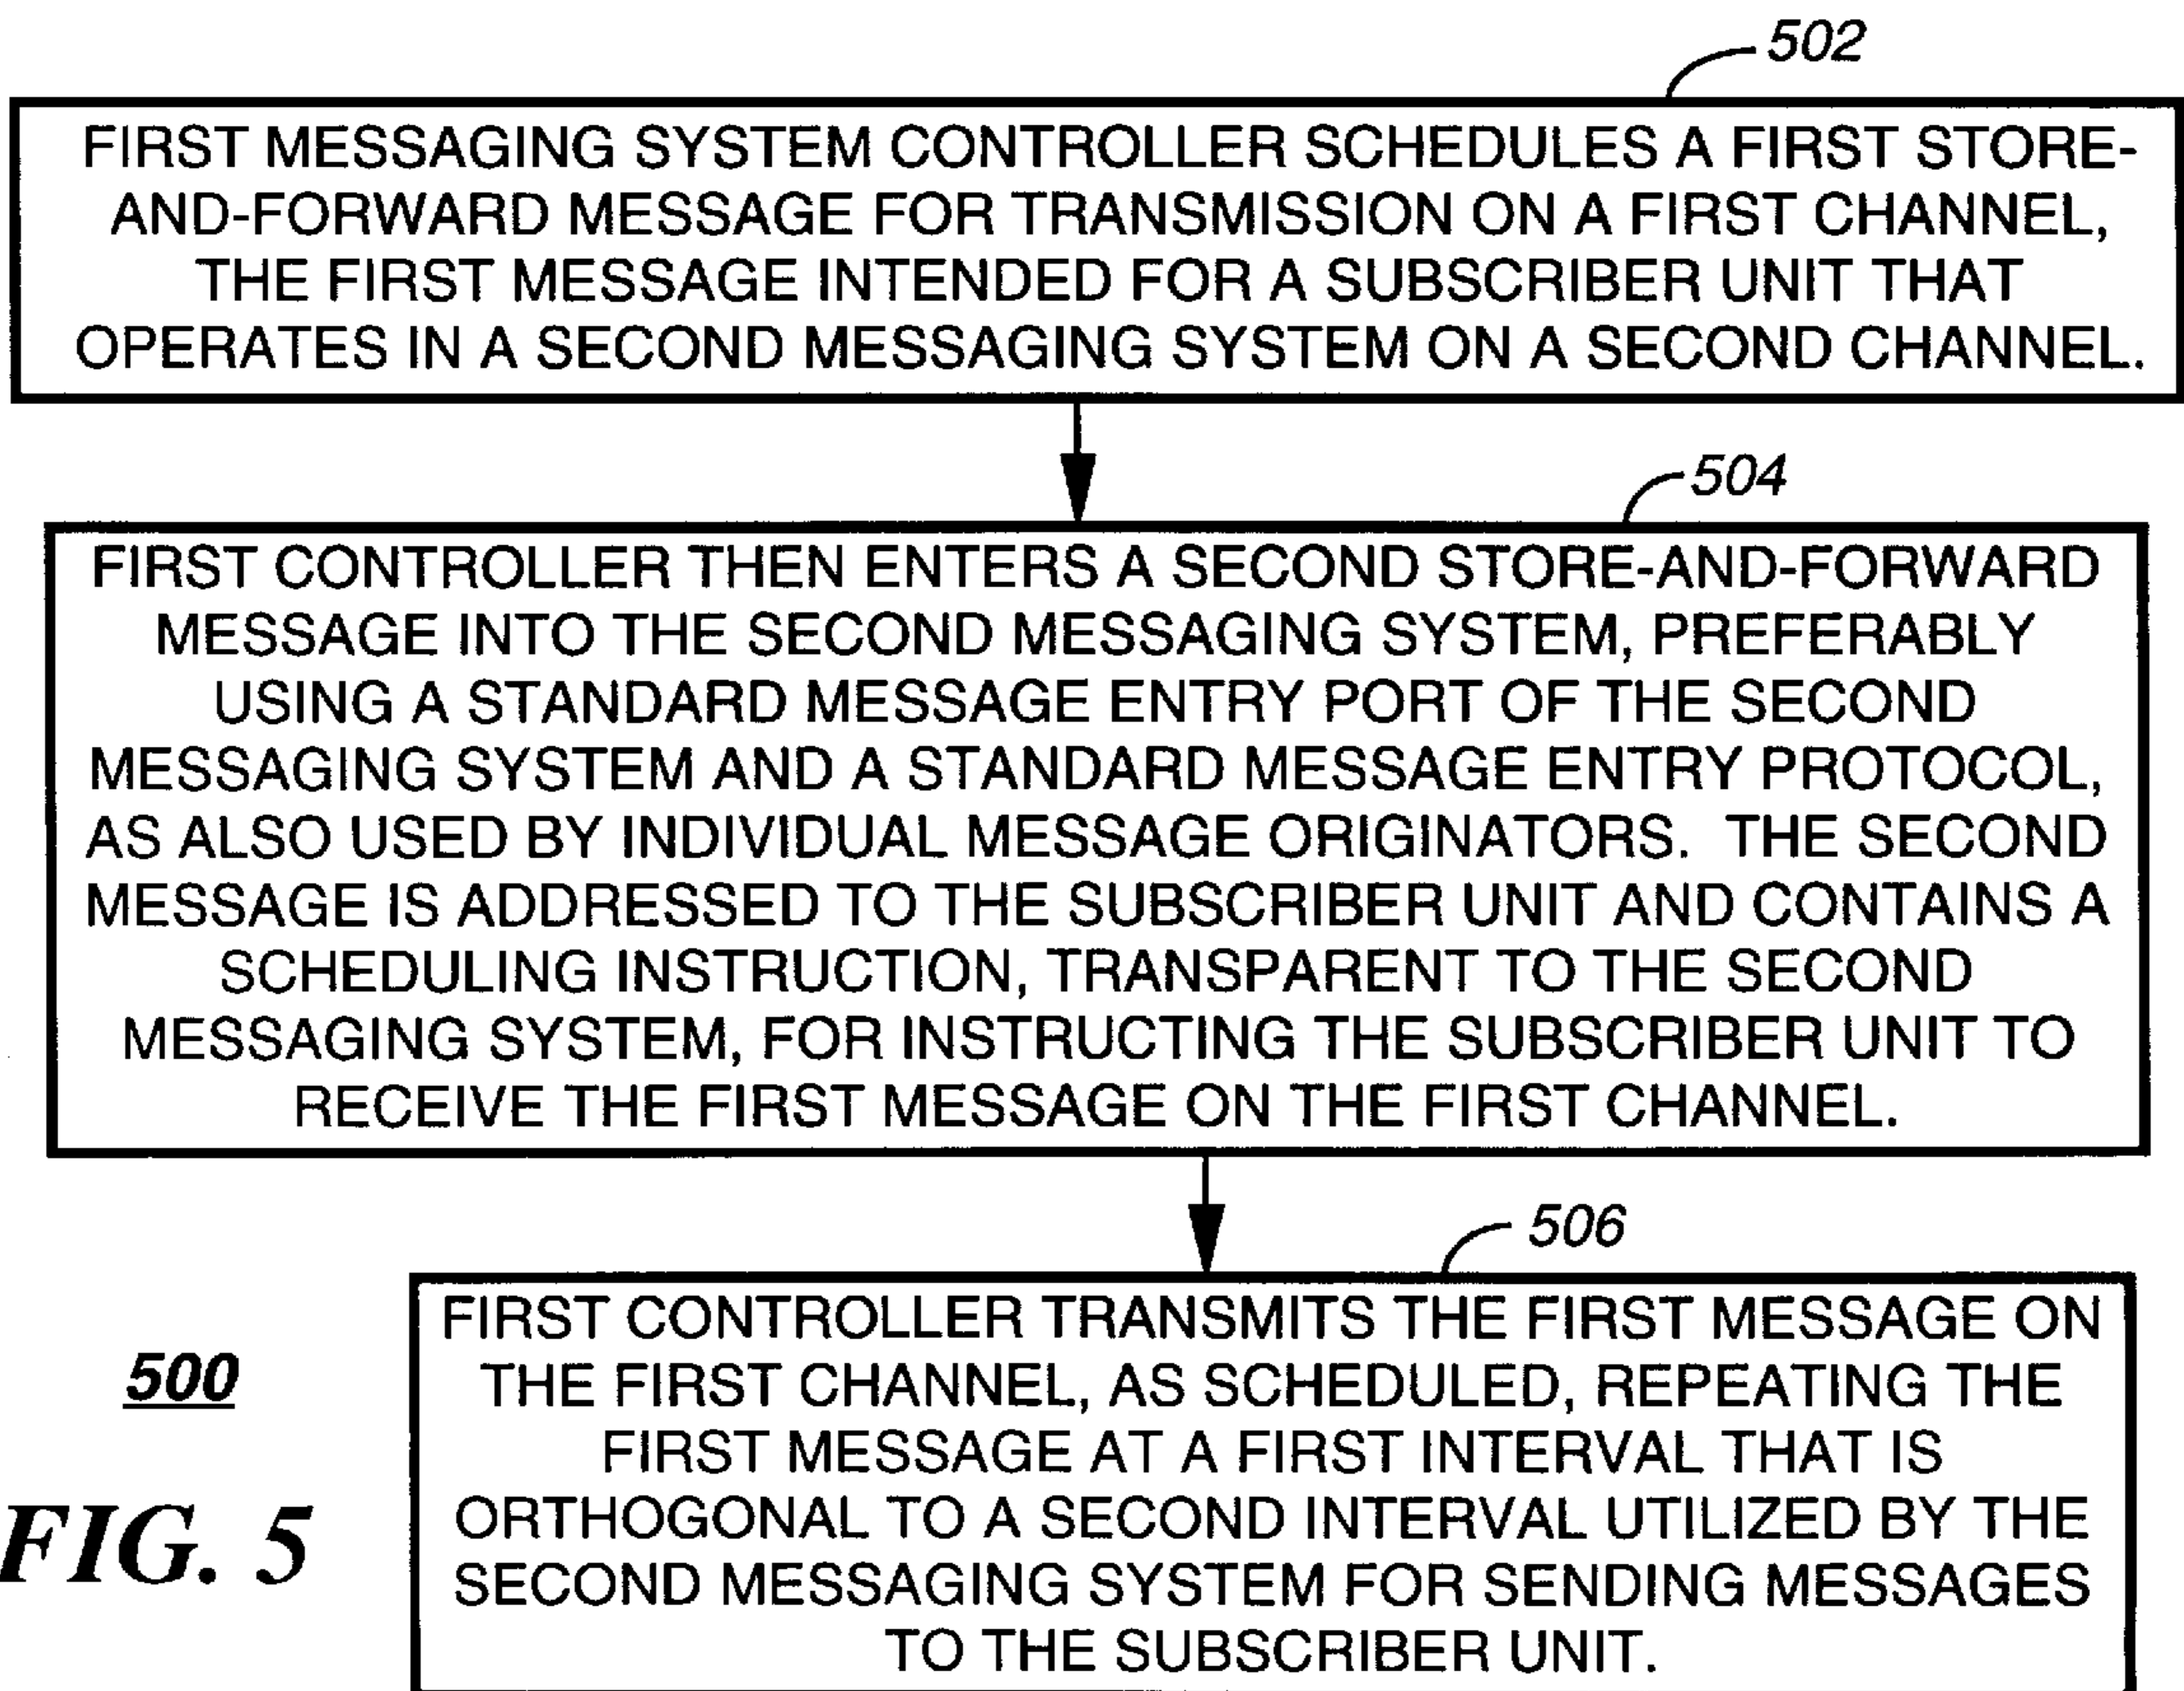 502
FIRST MESSAGING SYSTEM CONTROLLER SCHEDULES A FIRST STORE-
AND-FORWARD MESSAGE FOR TRANSMISSION ON A FIRST CHANNEL,
THE FIRST MESSAGE INTENDED FOR A SUBSCRIBER UNIT THAT
OPERATES IN A SECOND MESSAGING SYSTEM ON A SECOND CHANNEL.
504
FIRST CONTROLLER THEN ENTERS A SECOND STORE-AND-FORWARD
MESSAGE INTO THE SECOND MESSAGING SYSTEM, PREFERABLY
USING A STANDARD MESSAGE ENTRY PORT OF THE SECOND
MESSAGING SYSTEM AND A STANDARD MESSAGE ENTRY PROTOCOL,
AS ALSO USED BY INDIVIDUAL MESSAGE ORIGINATORS. THE SECOND
MESSAGE IS ADDRESSED TO THE SUBSCRIBER UNIT AND CONTAINS A
SCHEDULING INSTRUCTION, TRANSPARENT TO THE SECOND
MESSAGING SYSTEM, FOR INSTRUCTING THE SUBSCRIBER UNIT TO
RECEIVE THE FIRST MESSAGE ON THE FIRST CHANNEL.
506
FIRST CONTROLLER TRANSMITS THE FIRST MESSAGE ON
THE FIRST CHANNEL, AS SCHEDULED, REPEATING THE
FIRST MESSAGE AT A FIRST INTERVAL THAT IS
ORTHOGONAL TO A SECOND INTERVAL UTILIZED BY THE
SECOND MESSAGING SYSTEM FOR SENDING MESSAGES
TO THE SUBSCRIBER UNIT.
500
FIG. 5